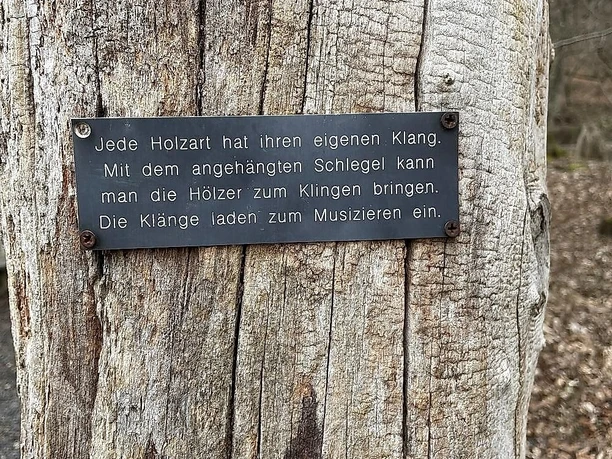 Jede Holzart hat ihren eigenen Klang.
Mit dem angehängten Schlegel kann
man die Hölzer zum Klingen bringen.
Die Klänge laden zum Musizieren ein.